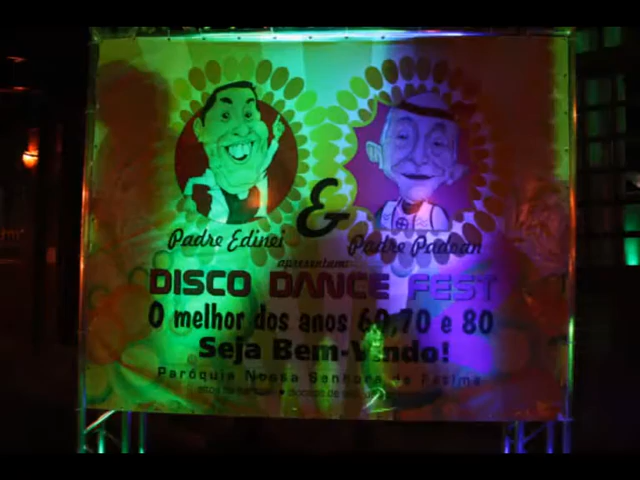 Padre Edinei & Padre Padoan
apresentam:
DISCO DANCE FEST
O melhor dos anos 60,70 e 80
Seja Bem-Vindo!
Paróquia Nossa Senhora de Fátima